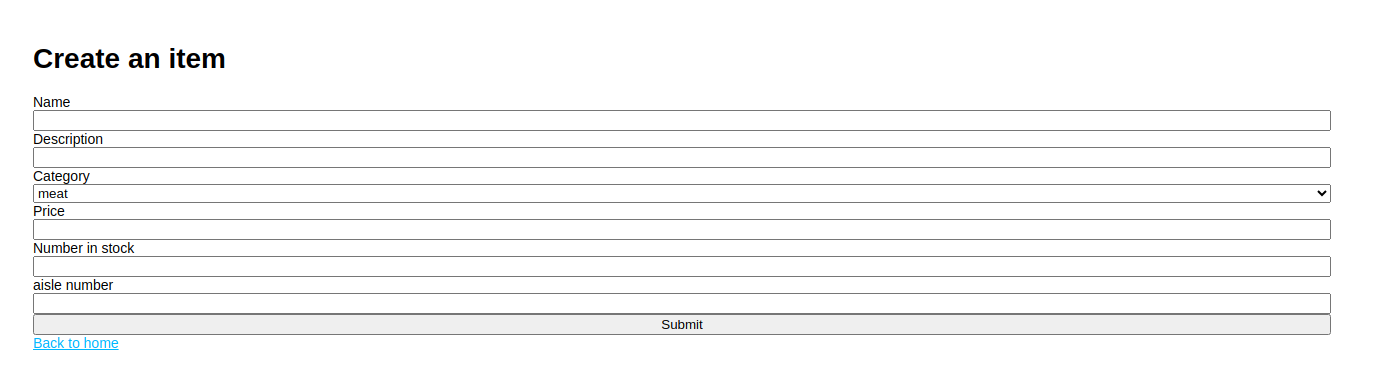 Create an item
Name
Description
Category
meat
Price
Number in stock
aisle number
Submit
Back to home